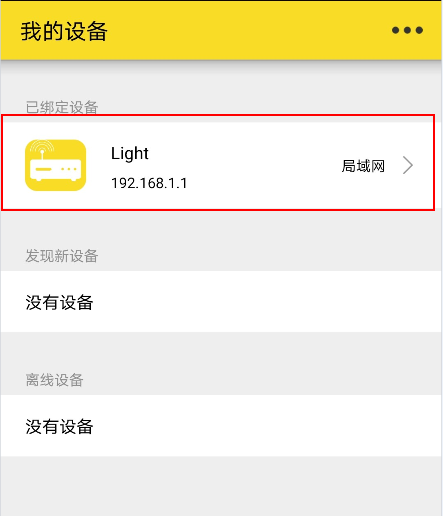 我的设备
已绑定设备
Light
192.168.1.1
局域网
发现新设备
没有设备
离线设备
没有设备